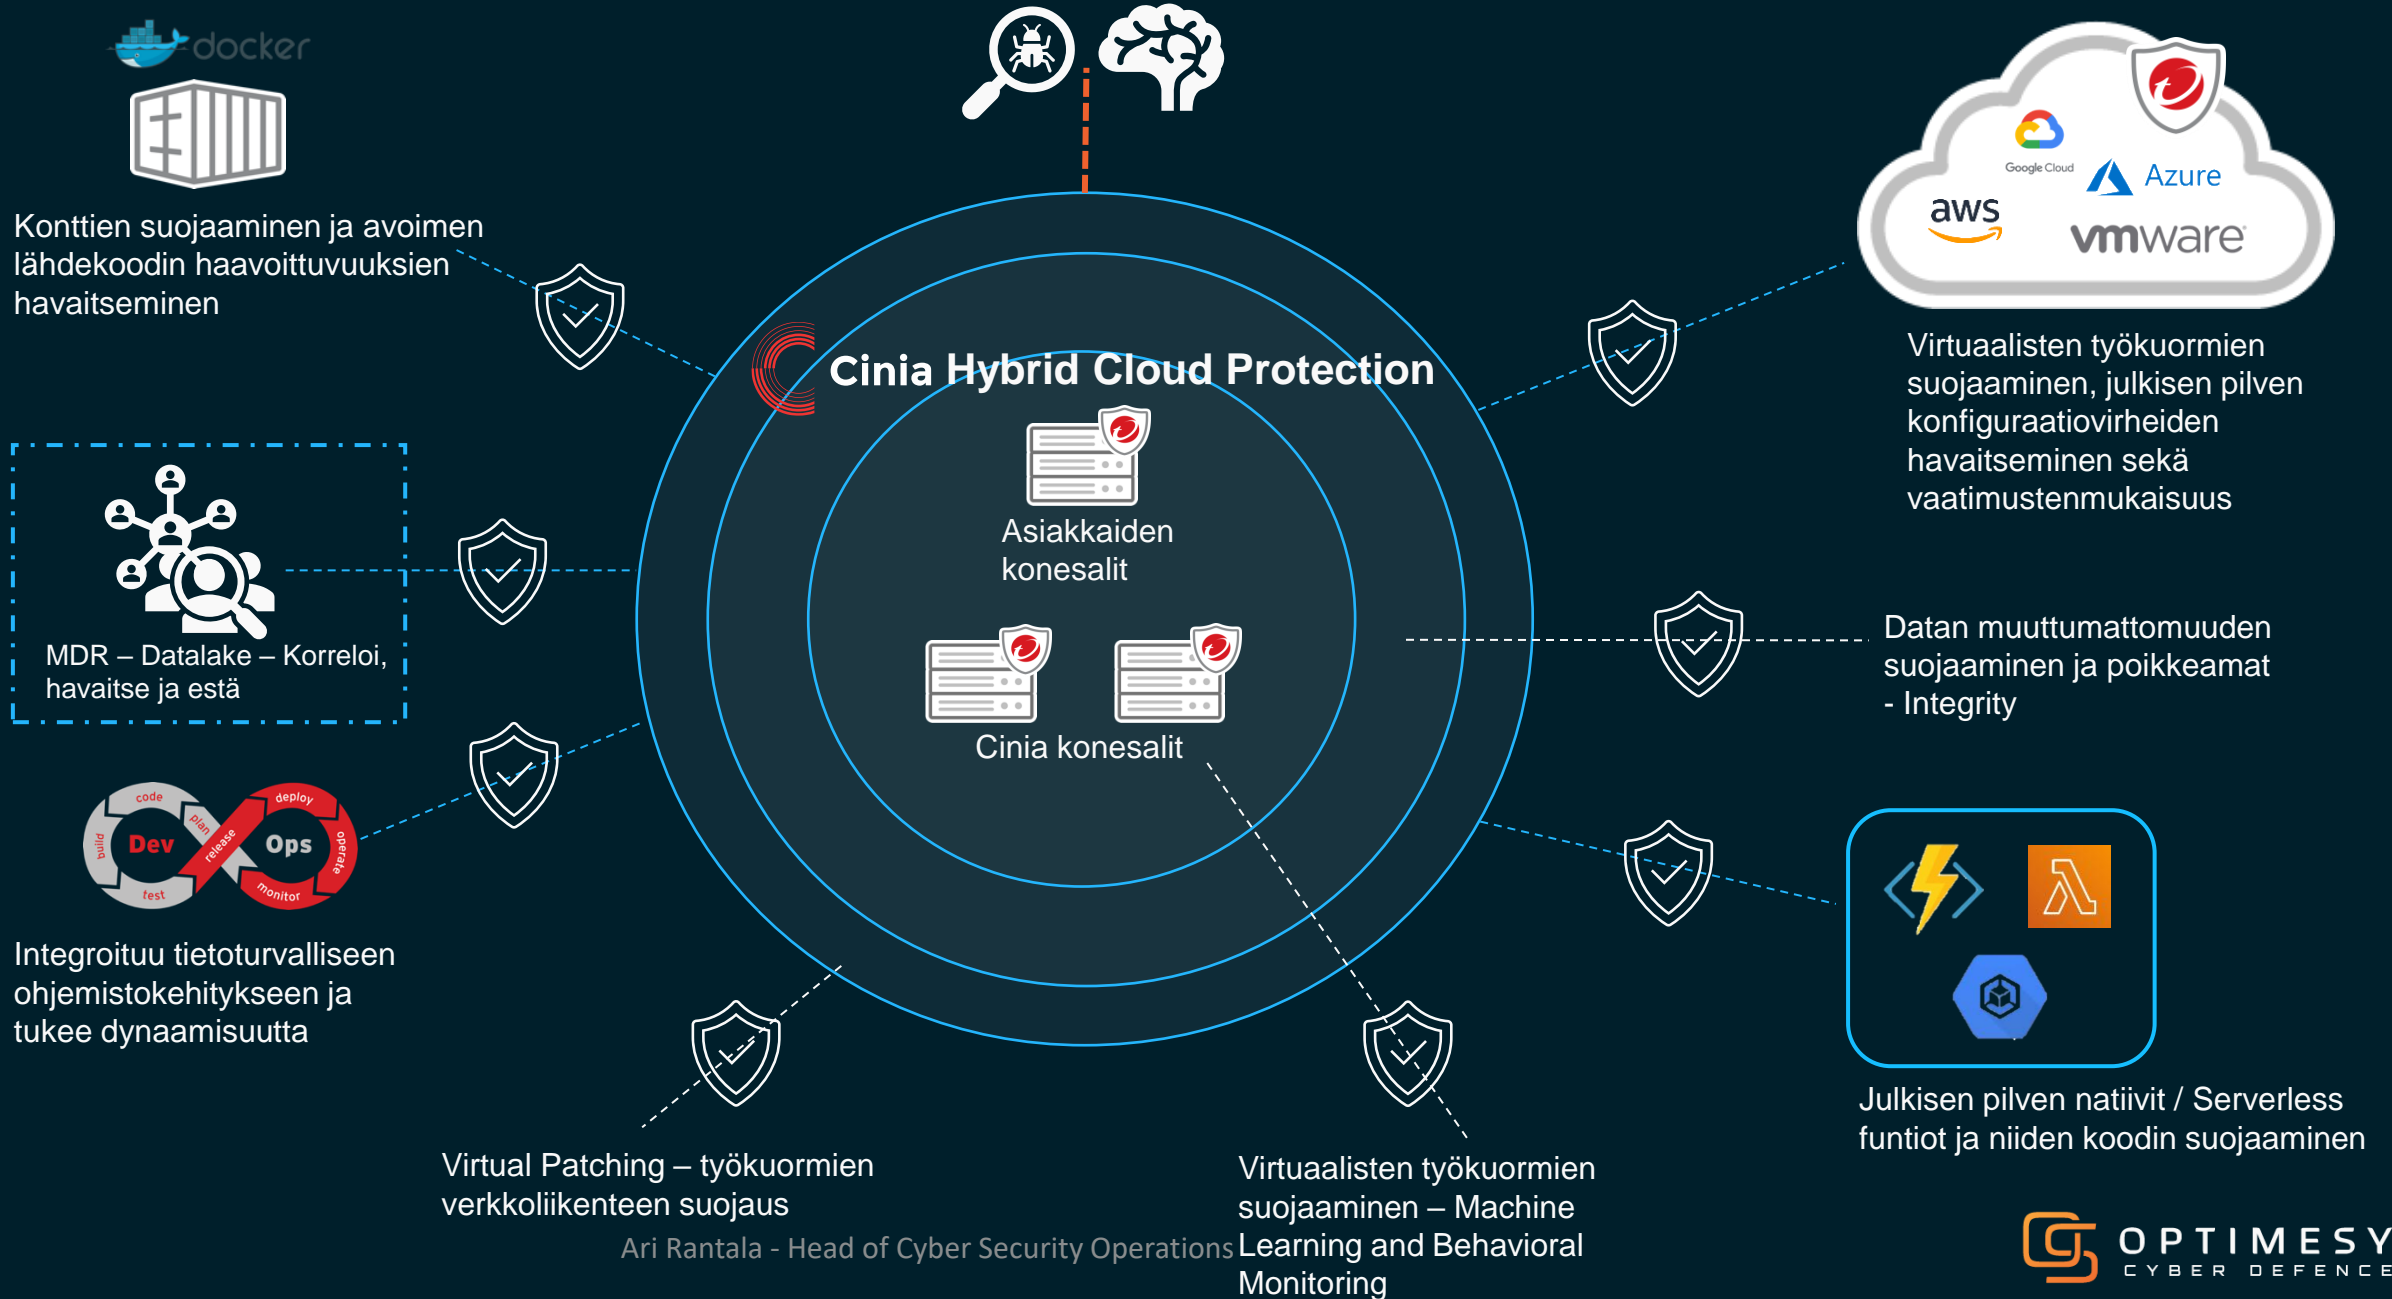 docker
Konttien suojaaminen ja avoimen
lähdekoodin haavoittuvuuksien
havaitseminen
Google Cloud
Azure
aws
vmware
Virtuaalisten työkuormien
suojaaminen, julkisen pilven
konfiguraatiovirheiden
havaitseminen sekä
vaatimustenmukaisuus
Cinia Hybrid Cloud Protection
Asiakkaiden
konesalit
Cinia konesalit
MDR – Datalake – Korreloi,
havaitse ja estä
Datan muuttumattomuuden
suojaaminen ja poikkeamat
- Integrity
code
build
Dev
test
plan
release
deploy
Ops
operate
monitor
Integroituu tietoturvalliseen
ohjemistokehitykseen ja
tukee dynaamisuutta
Julkisen pilven natiivit / Serverless
funtiot ja niiden koodin suojaaminen
Virtual Patching – työkuormien
verkkoliikenteen suojaus
Virtuaalisten työkuormien
suojaaminen – Machine
Learning and Behavioral
Monitoring
Ari Rantala - Head of Cyber Security Operations
OPTIMESY
CYBER DEFENCE